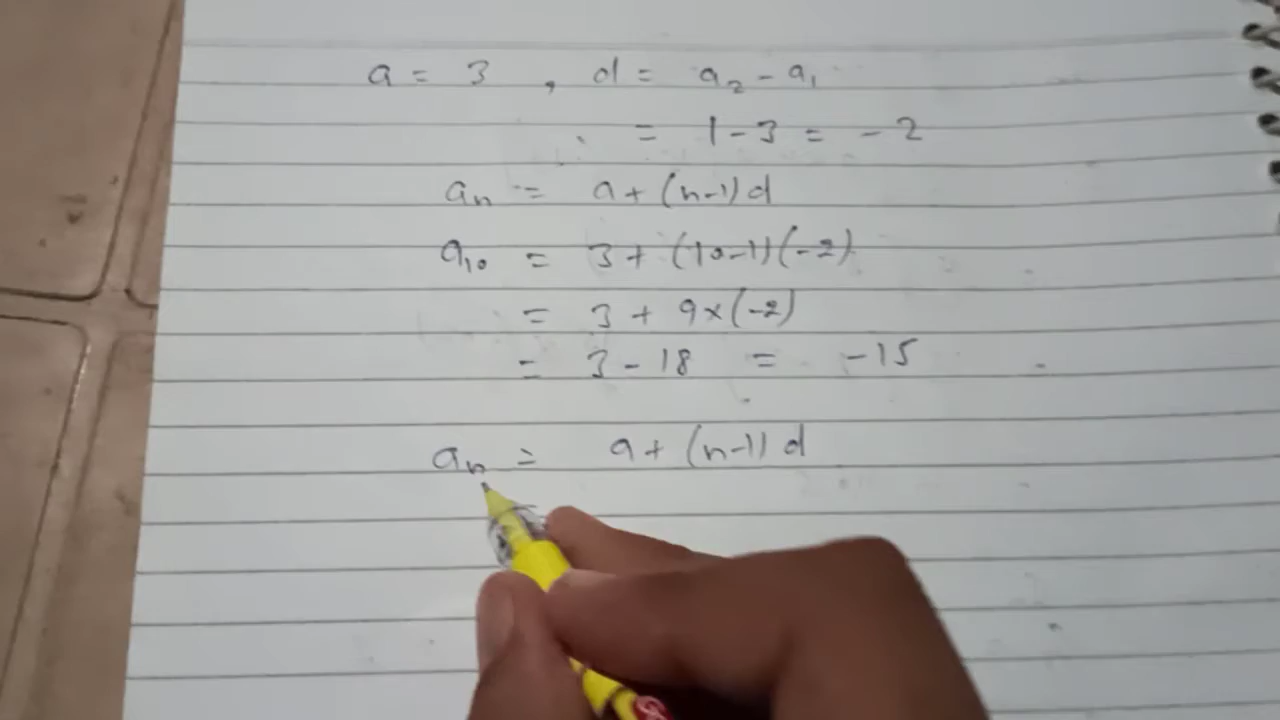 a = 3 , d = a₂ - a₁
= 1 - 3 = - 2
aₙ = a + (n-1) d
a₁₀ = 3 + (10-1) (-2)
= 3 + 9 × (-2)
= 3 - 18 = -15
aₙ = a + (n-1) d